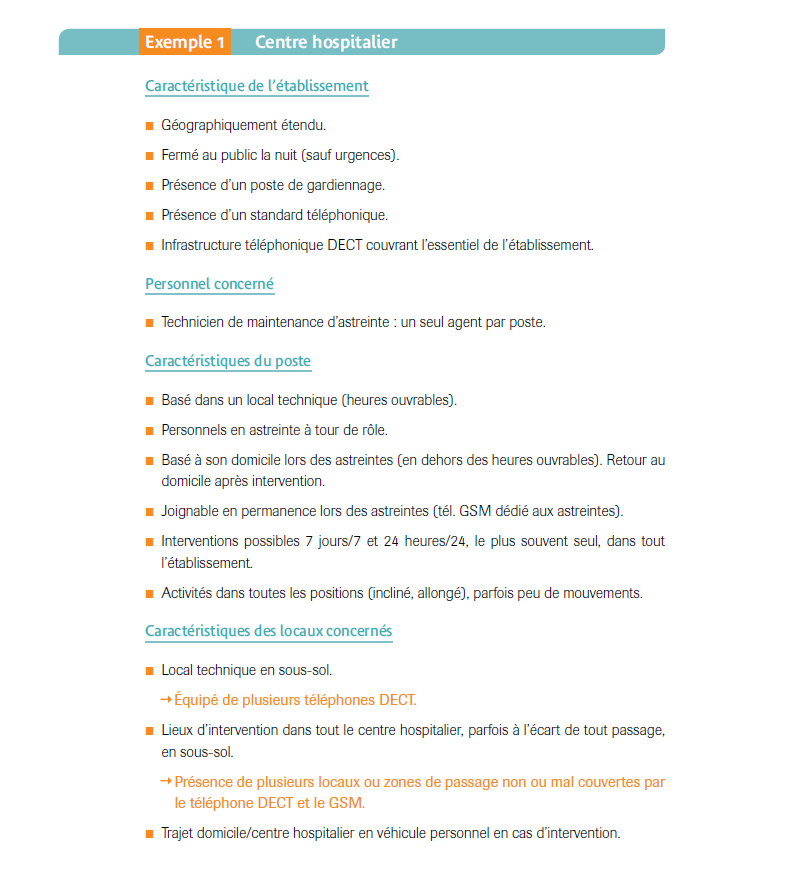 Exemple 1 Centre hospitalier
Caractéristique de l'établissement
■ Géographiquement étendu.
■ Fermé au public la nuit (sauf urgences).
■ Présence d'un poste de gardiennage.
■ Présence d'un standard téléphonique.
■ Infrastructure téléphonique DECT couvrant l'essentiel de l'établissement.
Personnel concerné
■ Technicien de maintenance d'astreinte : un seul agent par poste.
Caractéristiques du poste
■ Basé dans un local technique (heures ouvrables).
■ Personnels en astreinte à tour de rôle.
■ Basé à son domicile lors des astreintes (en dehors des heures ouvrables). Retour au
domicile après intervention.
■ Joignable en permanence lors des astreintes (tél. GSM dédié aux astreintes).
■ Interventions possibles 7 jours/7 et 24 heures/24, le plus souvent seul, dans tout
l'établissement.
■ Activités dans toutes les positions (incliné, allongé), parfois peu de mouvements.
Caractéristiques des locaux concernés
■ Local technique en sous-sol.
→ Équipé de plusieurs téléphones DECT.
■ Lieux d'intervention dans tout le centre hospitalier, parfois à l'écart de tout passage,
en sous-sol.
→ Présence de plusieurs locaux ou zones de passage non ou mal couvertes par
le téléphone DECT et le GSM.
■ Trajet domicile/centre hospitalier en véhicule personnel en cas d'intervention.